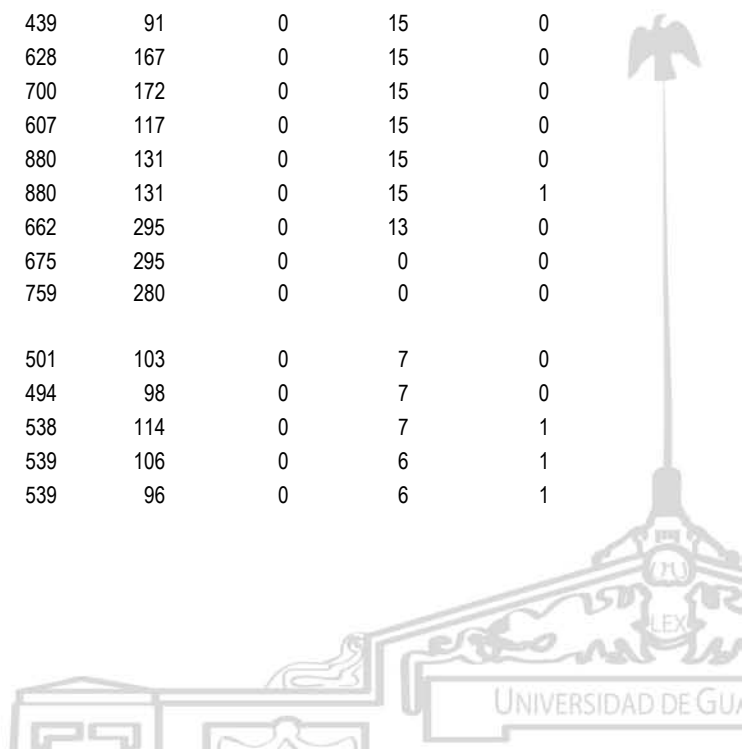 439 91 0 15 0
628 167 0 15 0
700 172 0 15 0
607 117 0 15 0
880 131 0 15 0
880 131 0 15 1
662 295 0 13 0
675 295 0 0 0
759 280 0 0 0
501 103 0 7 0
494 98 0 7 0
538 114 0 7 1
539 106 0 6 1
539 96 0 6 1
LEX
UNIVERSIDAD DE GUA